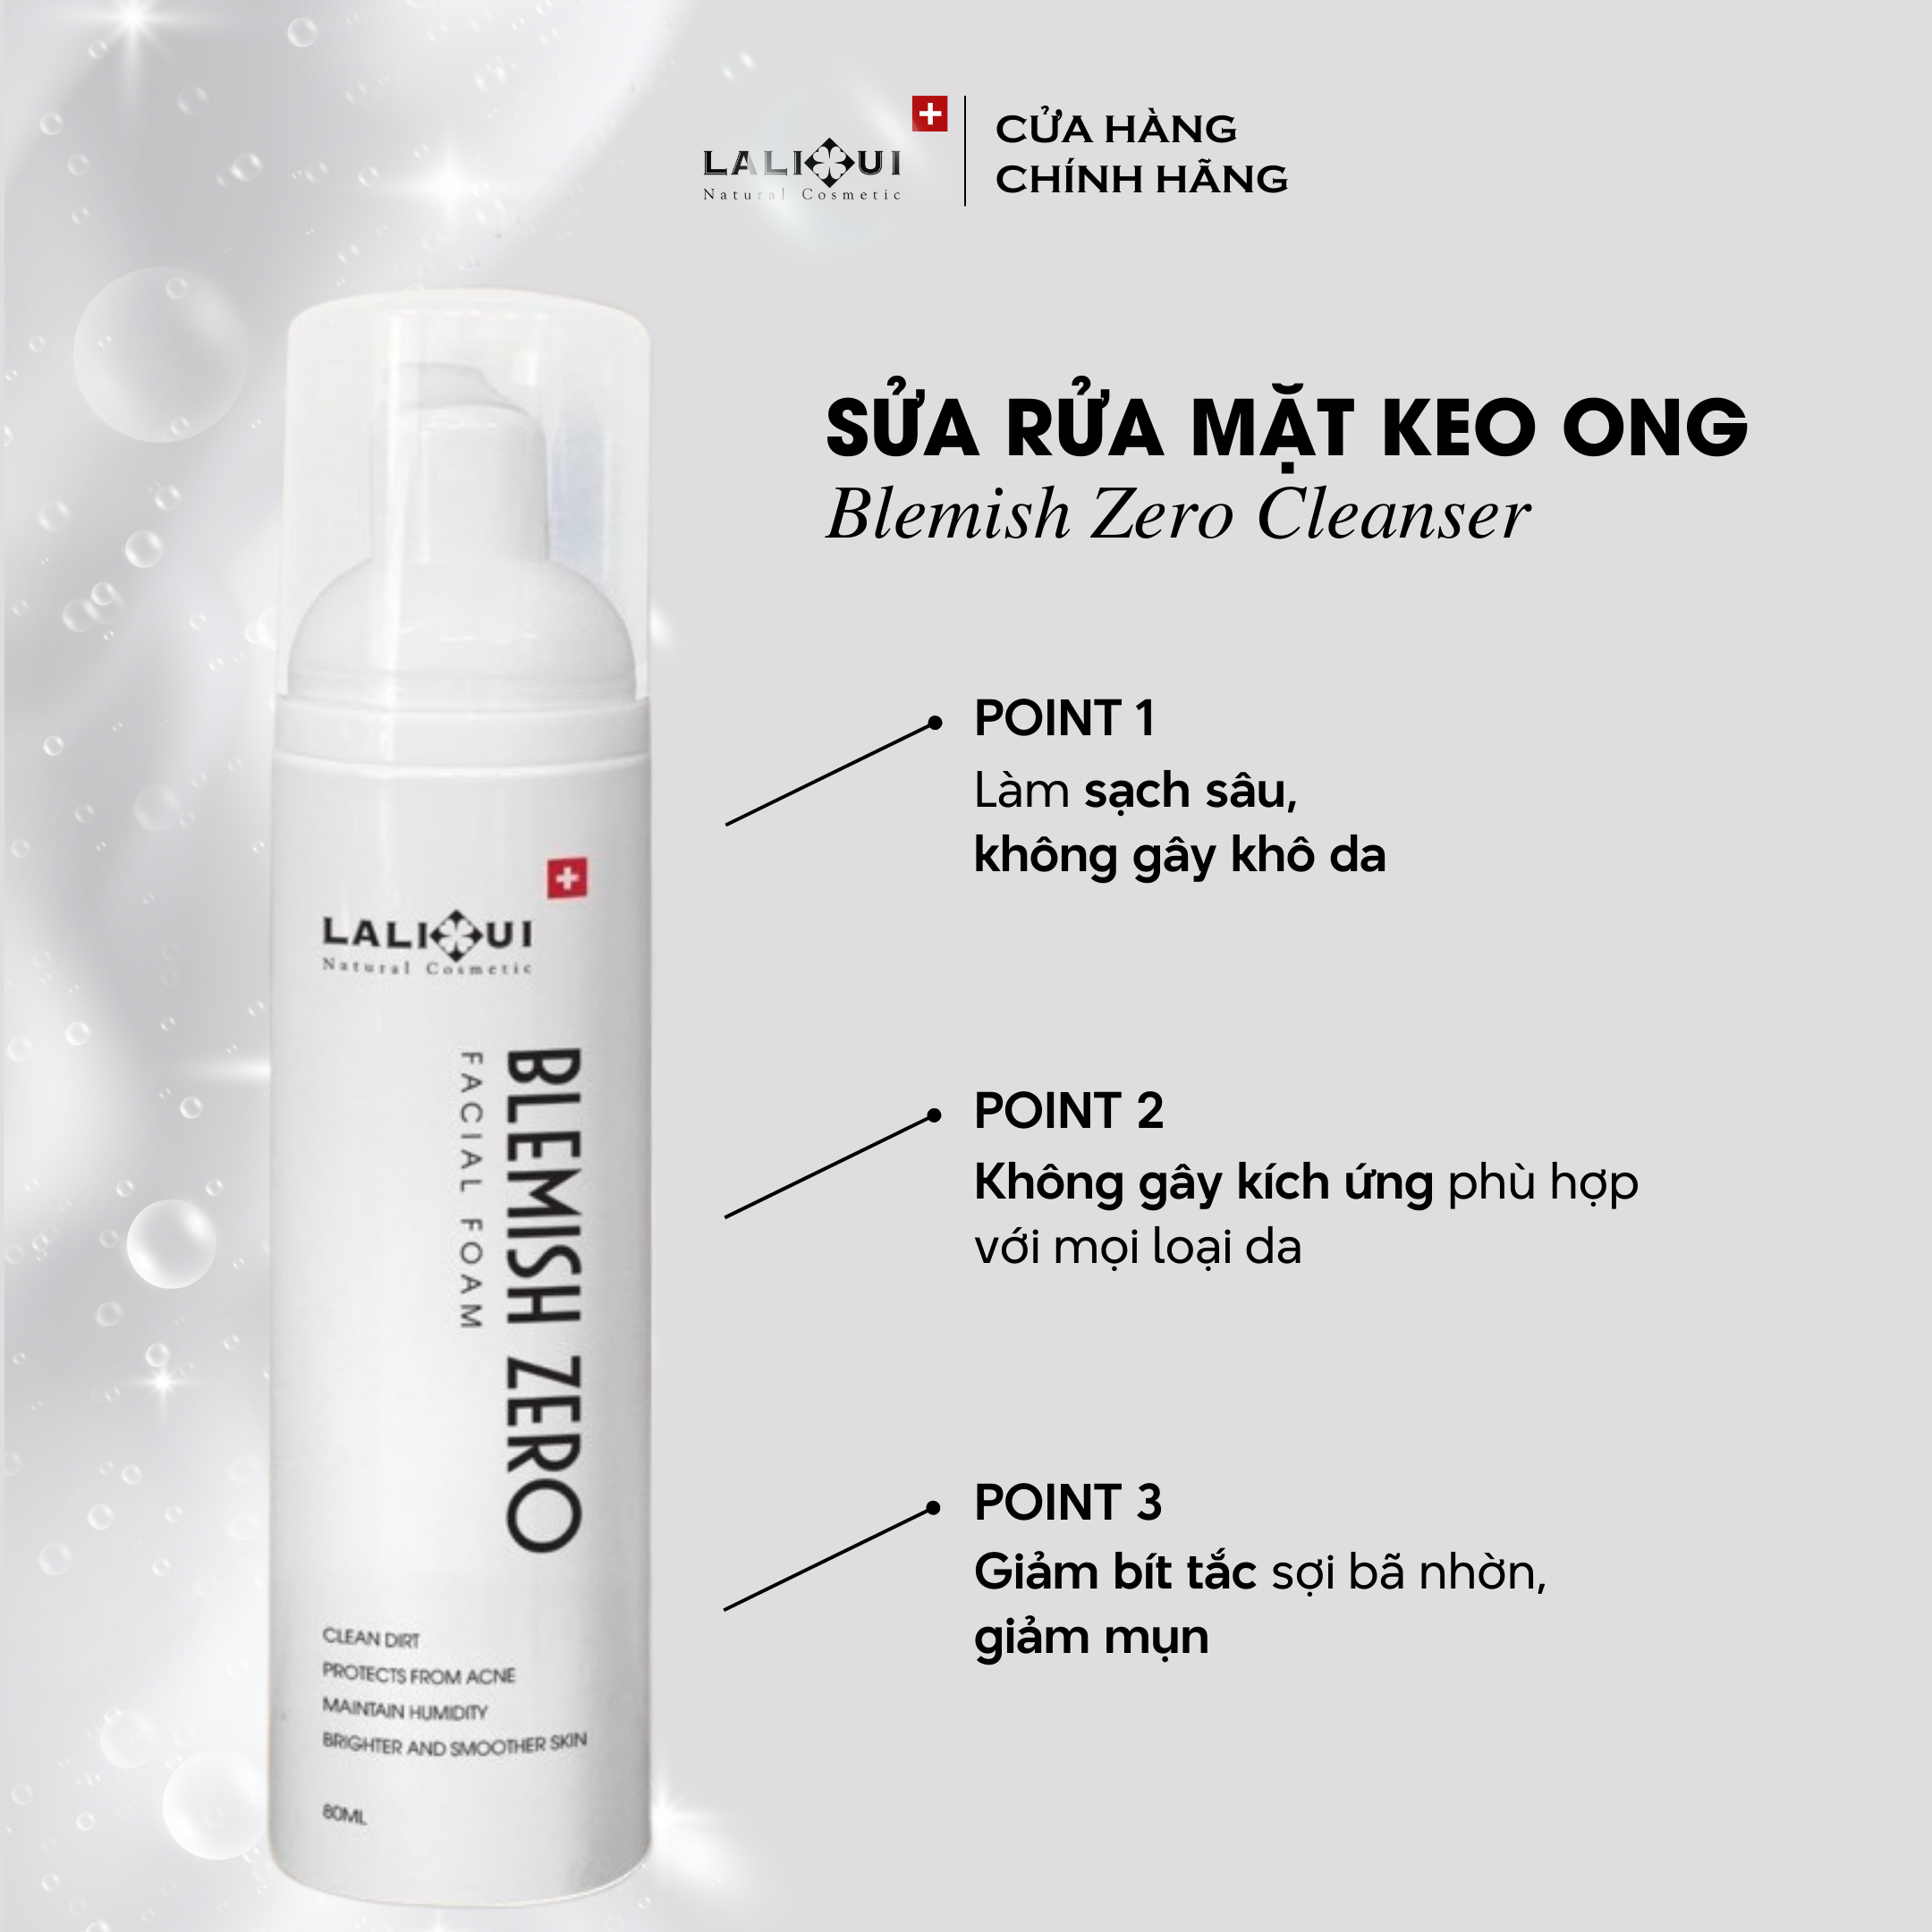 LALIQUI
Natural Cosmetic
CỬA HÀNG
CHÍNH HÃNG
SỬA RỬA MẶT KEO ONG
Blemish Zero Cleanser
POINT 1
Làm sạch sâu,
không gây khô da
POINT 2
Không gây kích ứng phù hợp
với mọi loại da
POINT 3
Giảm bít tắc sợi bã nhờn,
giảm mụn
LALIQUI
Natural Cosmetic
BLEMISH ZERO
FACIAL FOAM
CLEAN DIRT
PROTECTS FROM ACNE
MAINTAIN HUMIDITY
BRIGHTER AND SMOOTHER SKIN
80ML